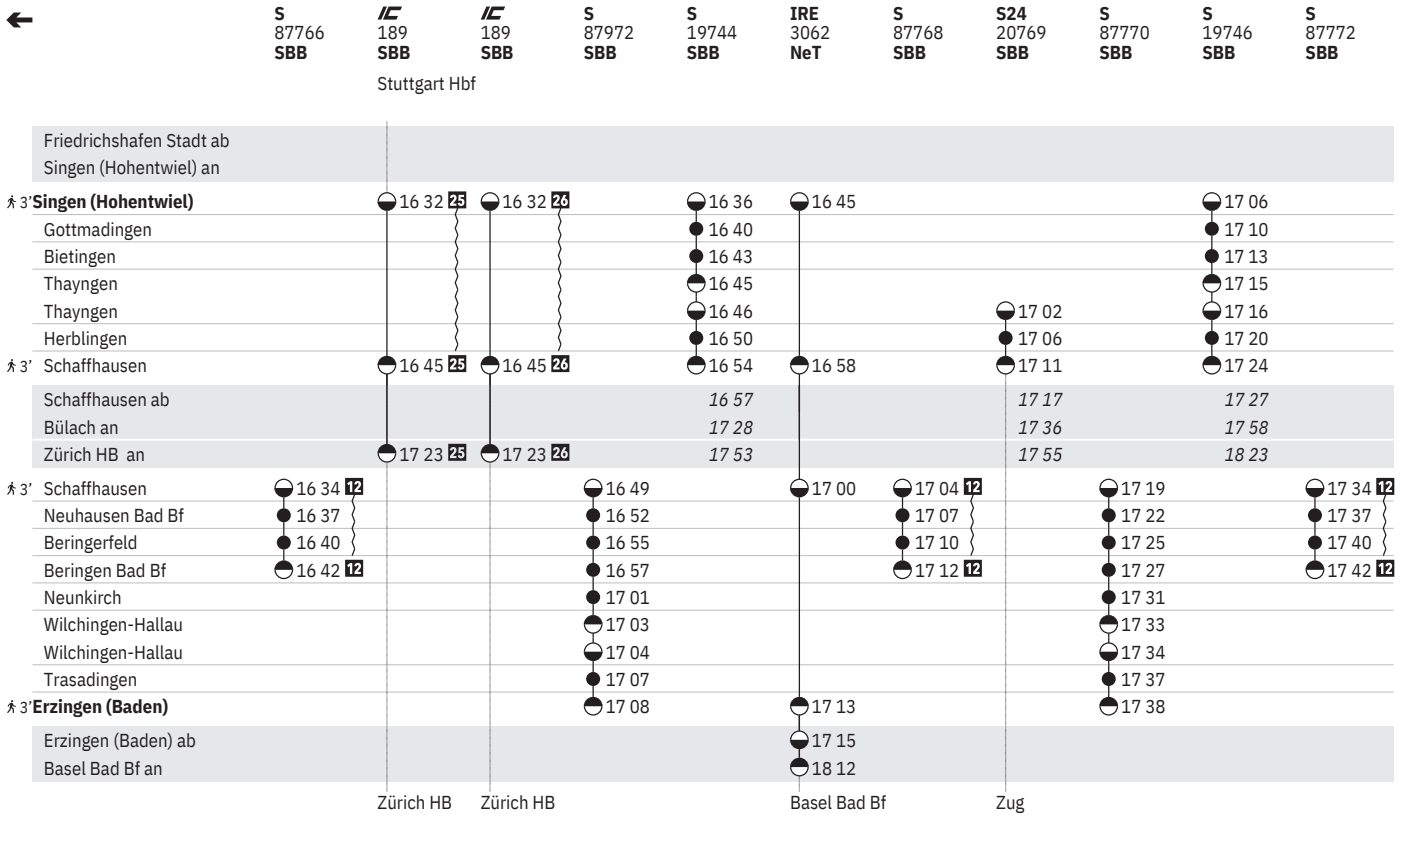 S IC IC S S IRE S S24 S S S
87766 189 189 87972 19744 3062 87768 20769 87770 19746 87772
SBB SBB SBB SBB SBB NeT SBB SBB SBB SBB SBB
Stuttgart Hbf
Friedrichshafen Stadt ab
Singen (Hohentwiel) an
3' Singen (Hohentwiel) 16 32 25 16 32 26 16 36 16 45 17 06
Gottmadingen 16 40 17 10
Bietingen 16 43 17 13
Thayngen 16 45 17 15
Thayngen 16 46 17 02 17 16
Herblingen 16 50 17 06 17 20
3' Schaffhausen 16 45 25 16 45 26 16 54 16 58 17 11 17 24
Schaffhausen ab 16 57 17 17 17 27
Bülach an 17 28 17 36 17 58
Zürich HB an 17 23 25 17 23 26 17 53 17 55 18 23
3' Schaffhausen 16 34 12 16 49 17 00 17 04 12 17 19 17 34 12
Neuhausen Bad Bf 16 37 16 52 17 07 17 22 17 37
Beringerfeld 16 40 16 55 17 10 17 25 17 40
Beringen Bad Bf 16 42 12 16 57 17 12 12 17 27 17 42 12
Neunkirch 17 01 17 31
Wilchingen-Hallau 17 03 17 33
Wilchingen-Hallau 17 04 17 34
Trasadingen 17 07 17 37
3' Erzingen (Baden) 17 08 17 13 17 38
Erzingen (Baden) ab 17 15
Basel Bad Bf an 18 12
Zürich HB Zürich HB Basel Bad Bf Zug